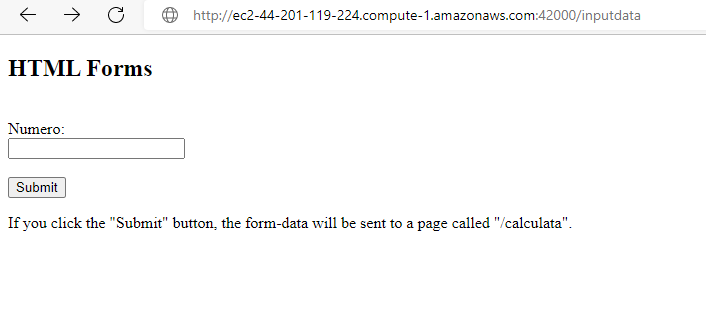 http://ec2-44-201-119-224.compute-1.amazonaws.com:42000/inputdata
HTML Forms
Numero:
Submit
If you click the "Submit" button, the form-data will be sent to a page called "/calculata".